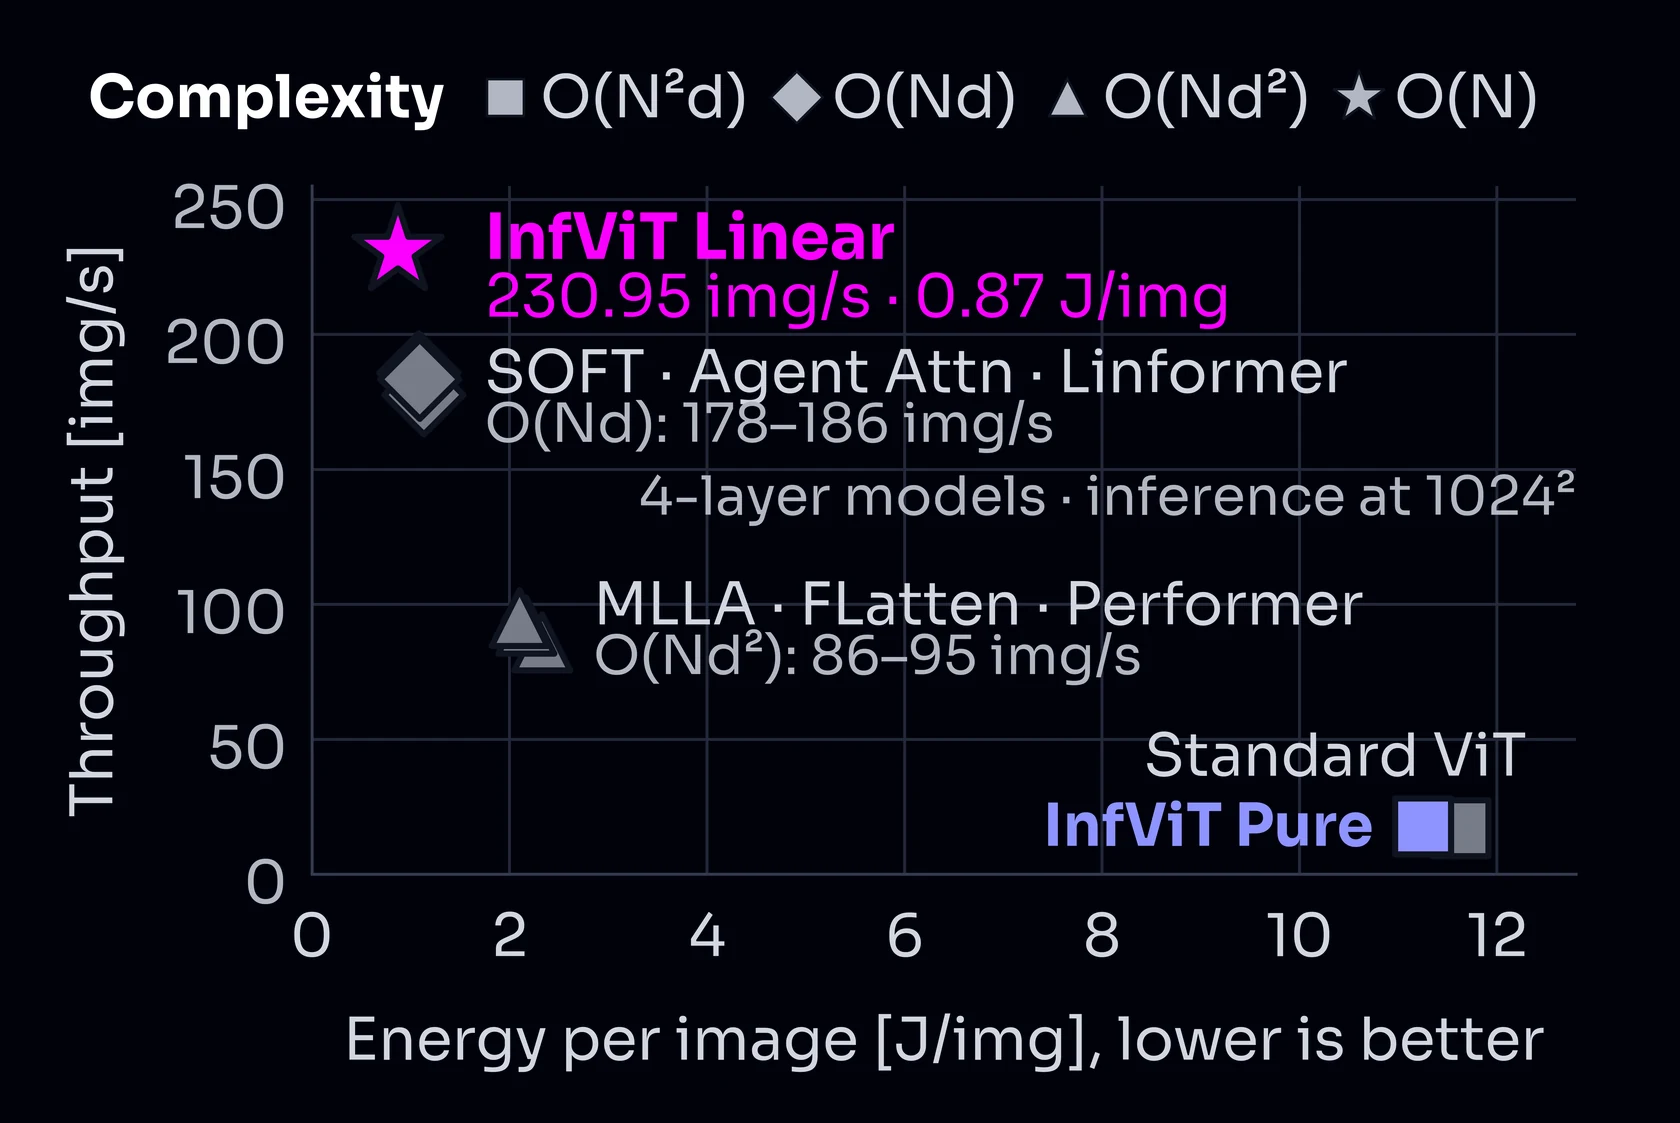 Complexity O(N²d) O(Nd) O(Nd²) O(N)
Throughput [img/s]
250
200
150
100
50
0
InfViT Linear
230.95 img/s · 0.87 J/img
SOFT · Agent Attn · Linformer
O(Nd): 178–186 img/s
4-layer models · inference at 1024²
MLLA · FLatten · Performer
O(Nd²): 86–95 img/s
Standard ViT
InfViT Pure
0 2 4 6 8 10 12
Energy per image [J/img], lower is better